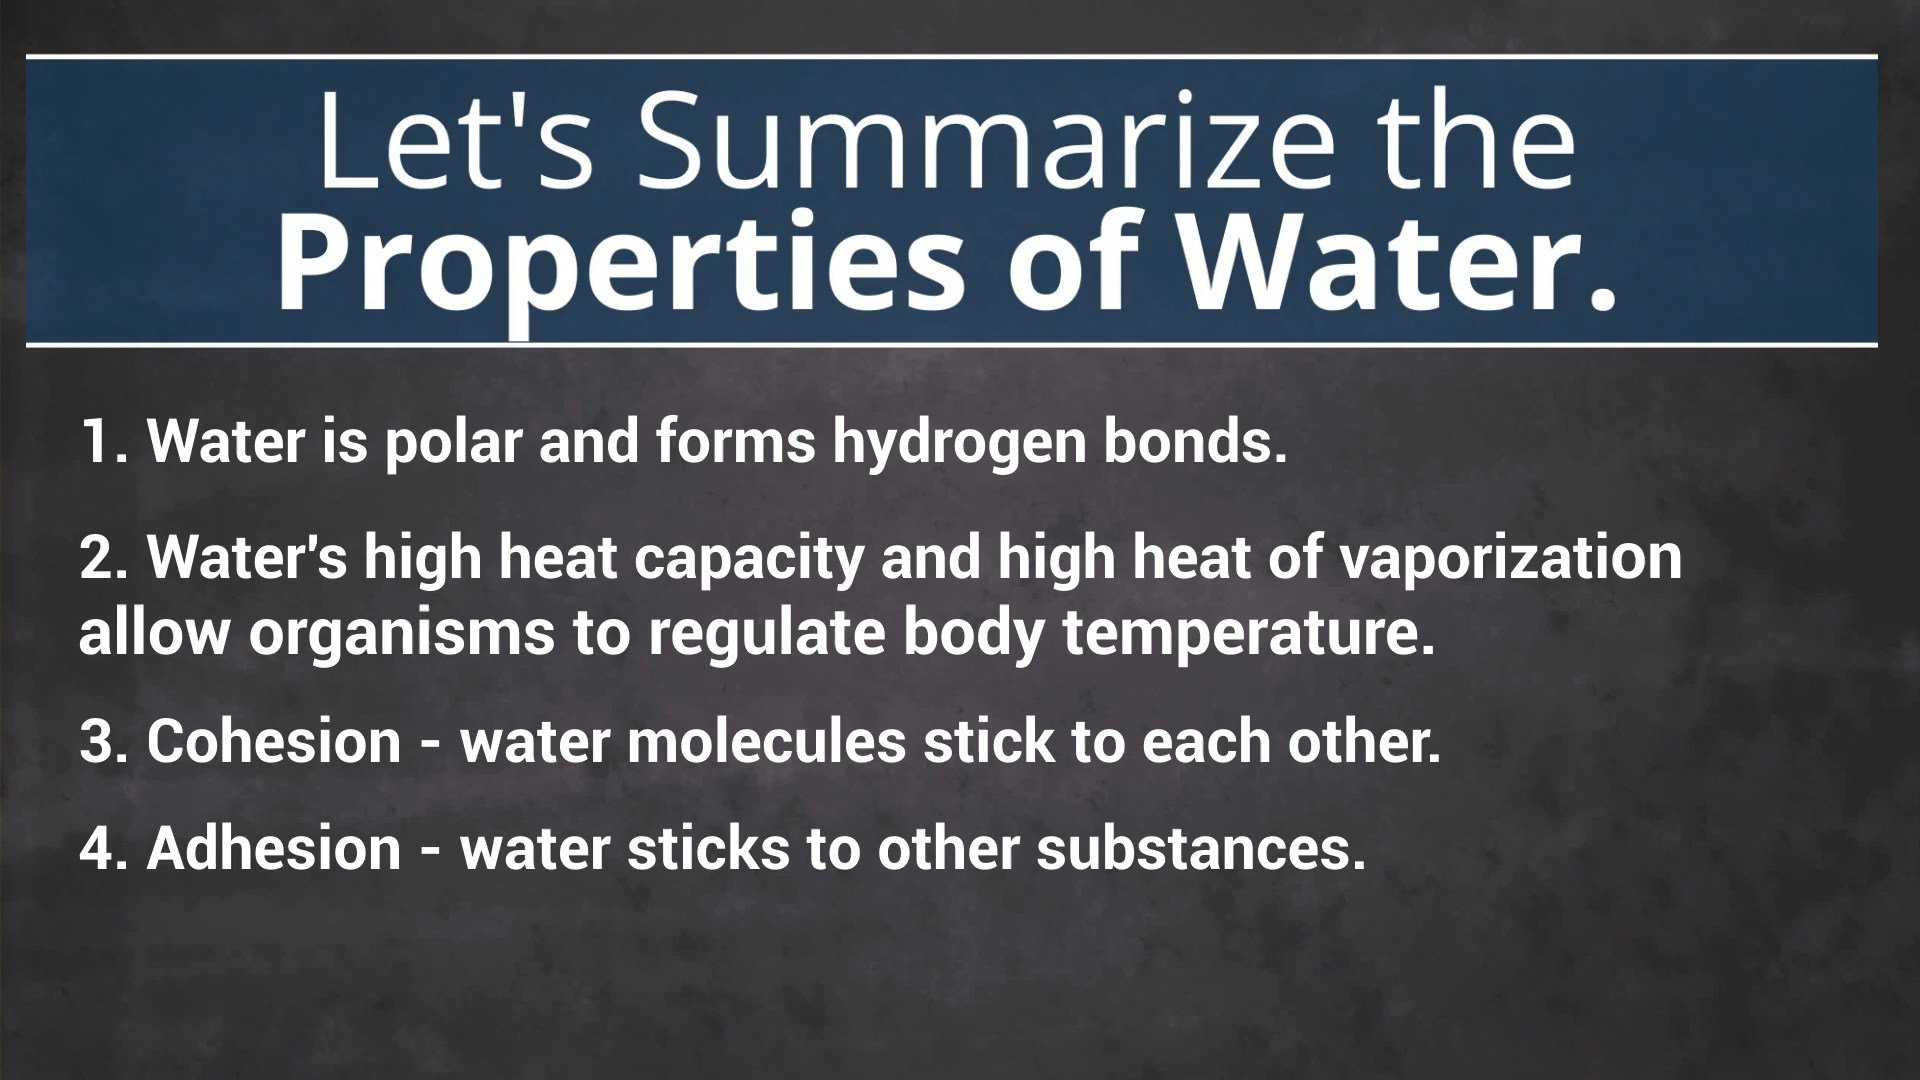 Let's Summarize the
Properties of Water.
1. Water is polar and forms hydrogen bonds.
2. Water's high heat capacity and high heat of vaporization
allow organisms to regulate body temperature.
3. Cohesion - water molecules stick to each other.
4. Adhesion - water sticks to other substances.